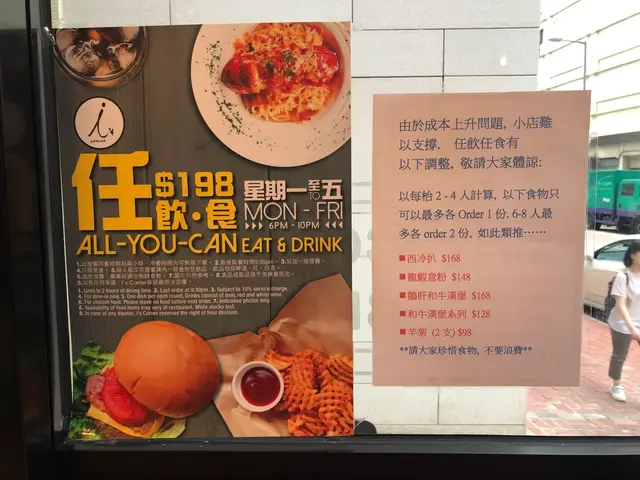 i
任 $198 飲・食
星期一至五
MON TO FRI
6PM - 10PM
ALL-YOU-CAN EAT & DRINK
1. Limit to 2 hours of dining time. 2. Last order at 9:30pm. 3. Subject to 10% service charge.
4. For dine-in only. 5. One dish per each round, Drinks consist of beer, red and white wine.
6. For cherish food, Please leave no food before next order. 7. Indicative photos only.
8. Availability of food items may vary at restaurant. While stocks last.
9. In case of any dispute, I's Corner reserves the right of final decision.
由於成本上升問題, 小店難
以支撐. 任飲任食有
以下調整, 敬請大家體諒:
以每枱 2 - 4 人計算, 以下食物只
可以最多各 Order 1 份. 6-8 人最
多各 order 2 份, 如此類推……
■西冷扒 $168
■龍蝦意粉 $148
■鵝肝和牛漢堡 $168
■和牛漢堡系列 $128
■羊架 (2 支) $98
**請大家珍惜食物, 不要浪費**